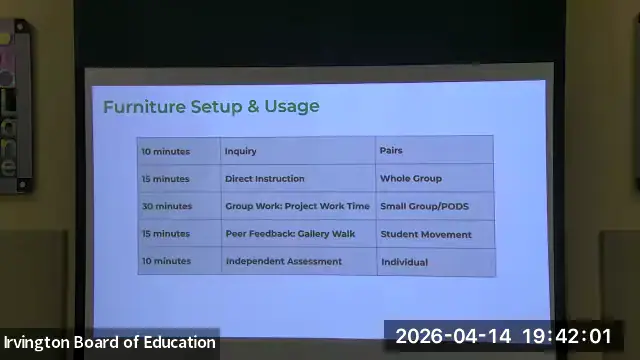 Furniture Setup & Usage
10 minutes Inquiry Pairs
15 minutes Direct Instruction Whole Group
30 minutes Group Work: Project Work Time Small Group/PODS
15 minutes Peer Feedback: Gallery Walk Student Movement
10 minutes Independent Assessment Individual
Irvington Board of Education
2026-04-14 19:42:01